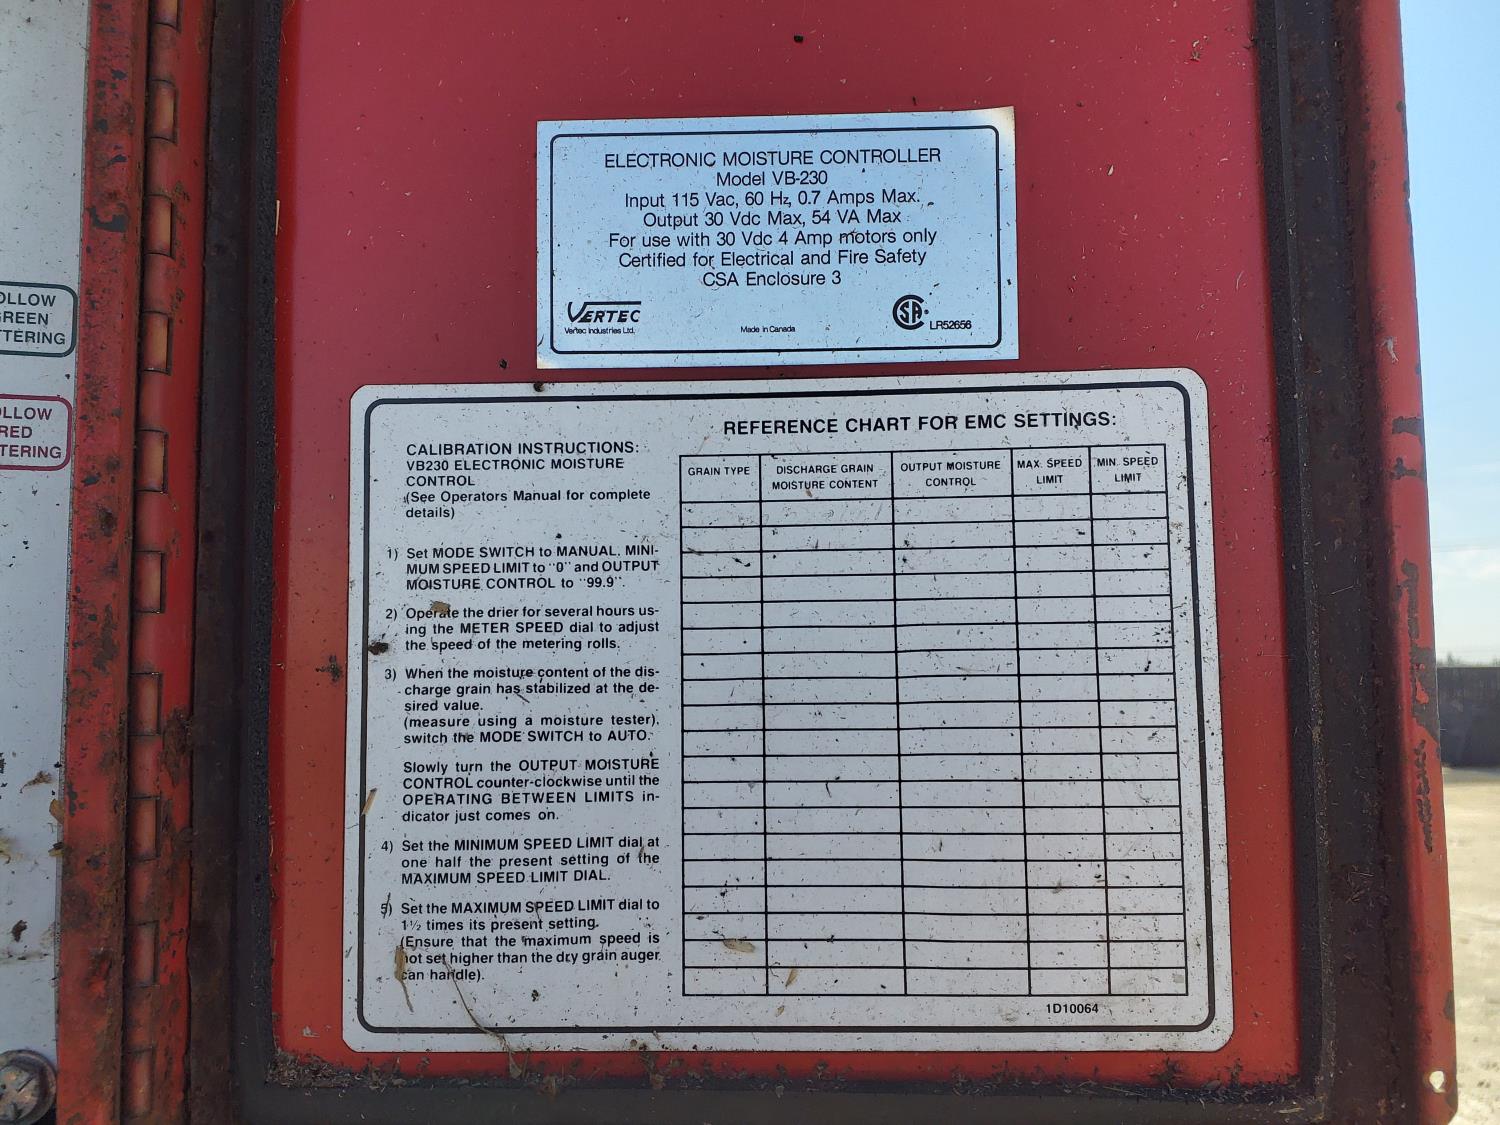 OLLOW
GREEN
TTERING
OLLOW
RED
TERING
ELECTRONIC MOISTURE CONTROLLER
Model VB-230
Input 115 Vac, 60 Hz, 0.7 Amps Max.
Output 30 Vdc Max, 54 VA Max
For use with 30 Vdc 4 Amp motors only
Certified for Electrical and Fire Safety
CSA Enclosure 3
VERTEC
Vertec Industries Ltd.
Made in Canada
SA
LR52656
CALIBRATION INSTRUCTIONS:
VB230 ELECTRONIC MOISTURE
CONTROL
(See Operators Manual for complete
details)
1) Set MODE SWITCH to MANUAL, MINI-
MUM SPEED LIMIT to "0" and OUTPUT
MOISTURE CONTROL to "99.9".
2) Operate the drier for several hours us-
ing the METER SPEED dial to adjust
the speed of the metering rolls.
3) When the moisture content of the dis-
charge grain has stabilized at the de-
sired value.
(measure using a moisture tester),
switch the MODE SWITCH to AUTO.
Slowly turn the OUTPUT MOISTURE
CONTROL counter-clockwise until the
OPERATING BETWEEN LIMITS in-
dicator just comes on.
4) Set the MINIMUM SPEED LIMIT dial at
one half the present setting of the
MAXIMUM SPEED LIMIT DIAL.
5) Set the MAXIMUM SPEED LIMIT dial to
1½ times its present setting.
(Ensure that the maximum speed is
not set higher than the dry grain auger
can handle).
REFERENCE CHART FOR EMC SETTINGS:
GRAIN TYPE
DISCHARGE GRAIN
MOISTURE CONTENT
OUTPUT MOISTURE
CONTROL
MAX. SPEED
LIMIT
MIN. SPEED
LIMIT
1D10064